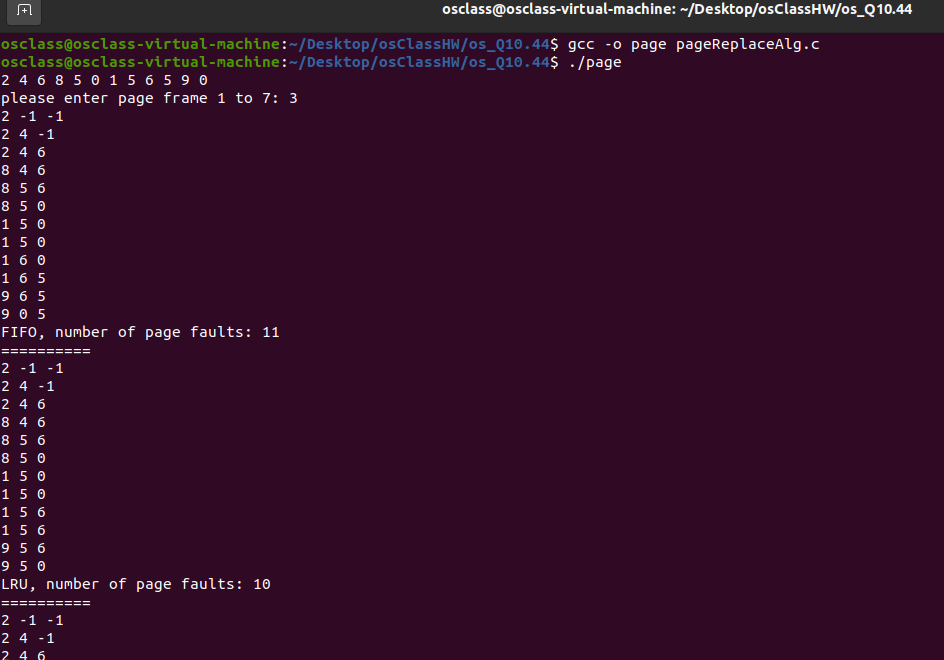 osclass@osclass-virtual-machine: ~/Desktop/osClassHW/os_Q10.44
osclass@osclass-virtual-machine:~/Desktop/osClassHW/os_Q10.44$ gcc -o page pageReplaceAlg.c
osclass@osclass-virtual-machine:~/Desktop/osClassHW/os_Q10.44$ ./page
2 4 6 8 5 0 1 5 6 5 9 0
please enter page frame 1 to 7: 3
2 -1 -1
2 4 -1
2 4 6
8 4 6
8 5 6
8 5 0
1 5 0
1 5 0
1 6 0
1 6 5
9 6 5
9 0 5
FIFO, number of page faults: 11
==========
2 -1 -1
2 4 -1
2 4 6
8 4 6
8 5 6
8 5 0
1 5 0
1 5 0
1 5 6
1 5 6
9 5 6
9 5 0
LRU, number of page faults: 10
==========
2 -1 -1
2 4 -1
2 4 6